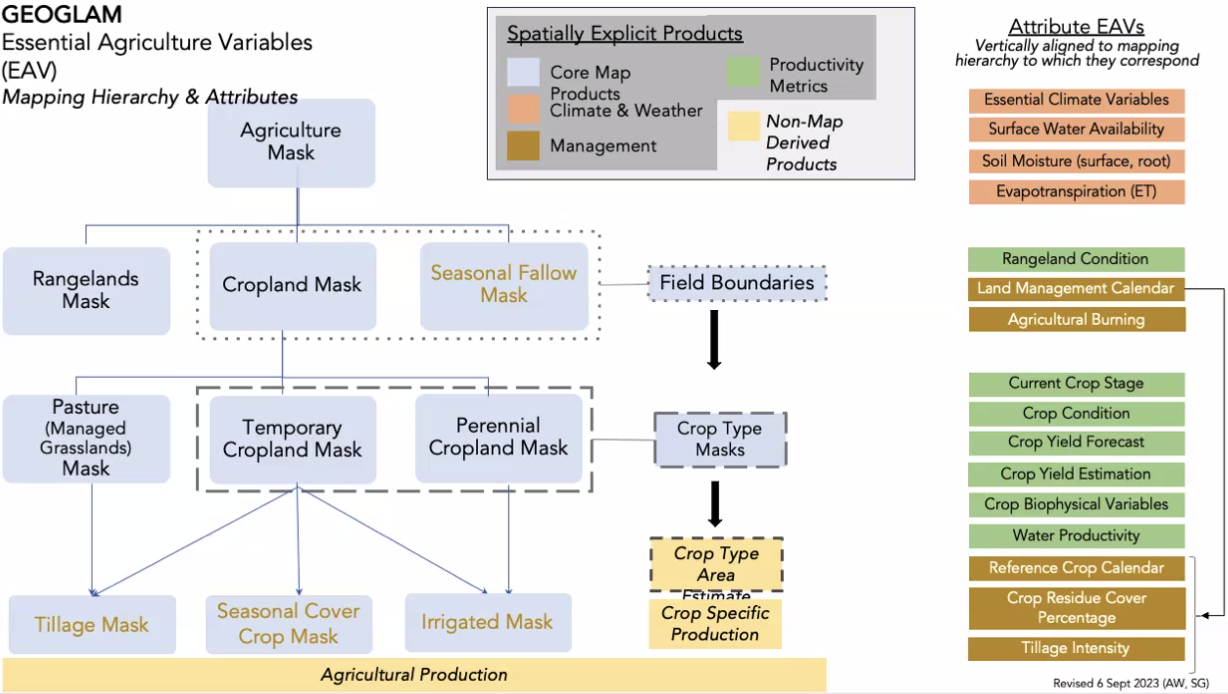 GEOGLAM
Essential Agriculture Variables
(EAV)
Mapping Hierarchy & Attributes
Spatially Explicit Products
Core Map
Products
Climate & Weather
Management
Productivity
Metrics
Non-Map
Derived
Products
Attribute EAVs
Vertically aligned to mapping
hierarchy to which they correspond
Agriculture
Mask
Rangelands
Mask
Cropland Mask
Seasonal Fallow
Mask
Field Boundaries
Pasture
(Managed
Grasslands)
Mask
Temporary
Cropland Mask
Perennial
Cropland Mask
Crop Type
Masks
Crop Type
Area
Estimate
Crop Specific
Production
Tillage Mask
Seasonal Cover
Crop Mask
Irrigated Mask
Agricultural Production
Essential Climate Variables
Surface Water Availability
Soil Moisture (surface, root)
Evapotranspiration (ET)
Rangeland Condition
Land Management Calendar
Agricultural Burning
Current Crop Stage
Crop Condition
Crop Yield Forecast
Crop Yield Estimation
Crop Biophysical Variables
Water Productivity
Reference Crop Calendar
Crop Residue Cover
Percentage
Tillage Intensity
Revised 6 Sept 2023 (AW, SG)